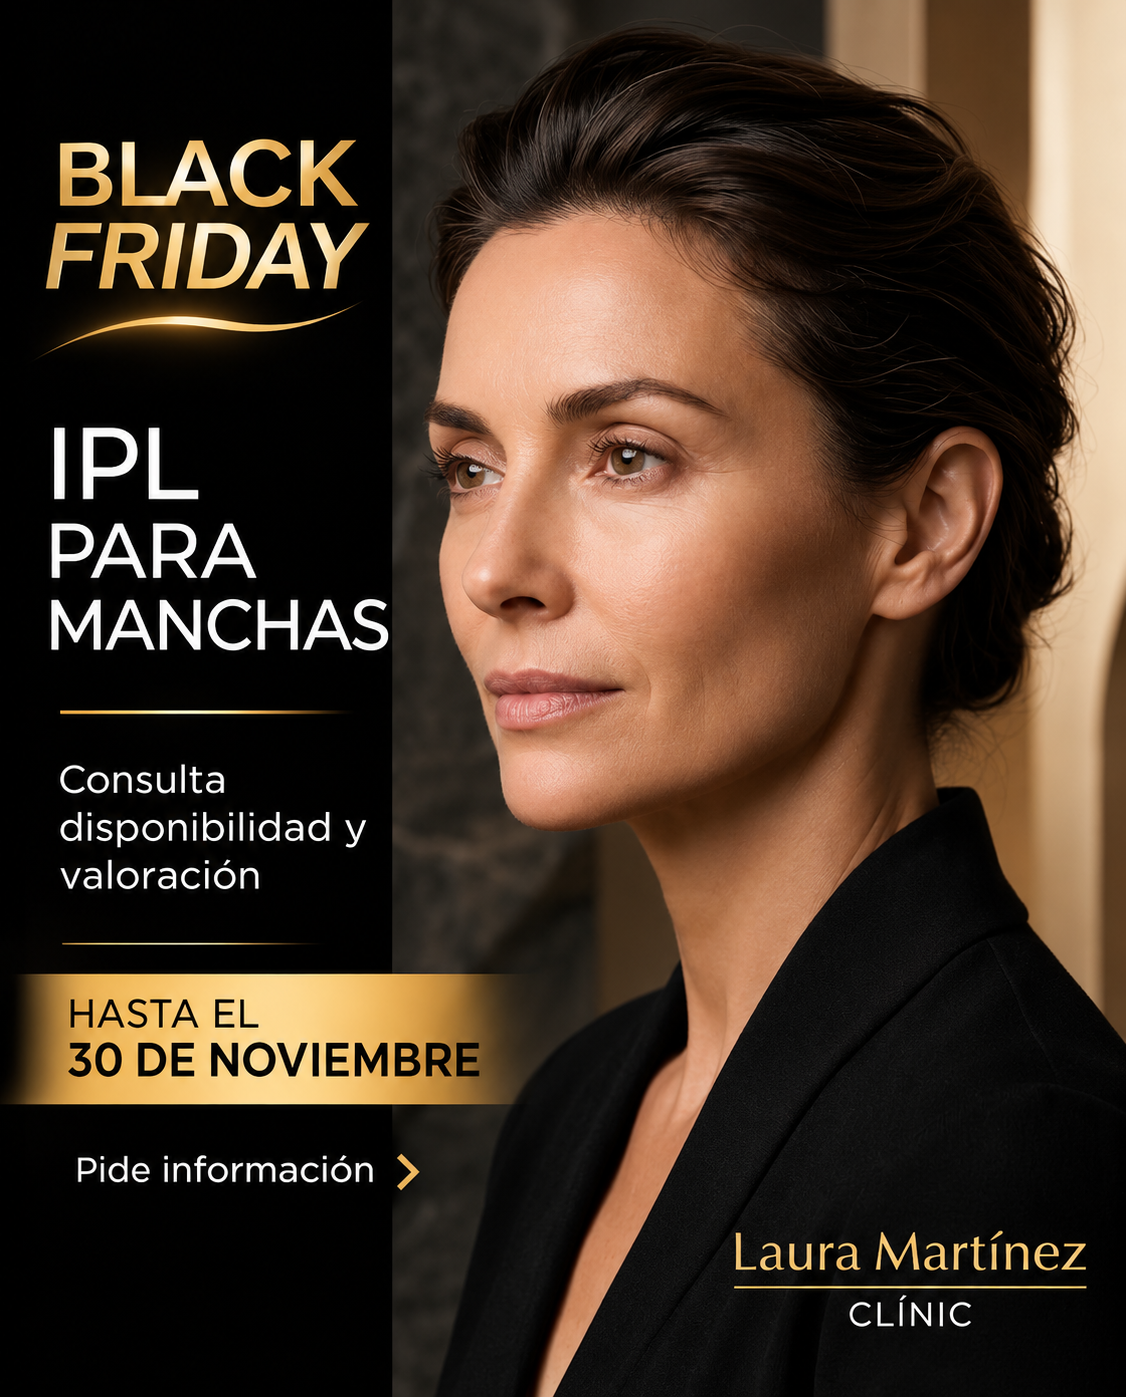 BLACK
FRIDAY
IPL
PARA
MANCHAS
Consulta
disponibilidad y
valoración
HASTA EL
30 DE NOVIEMBRE
Pide información
Laura Martínez
CLÍNIC